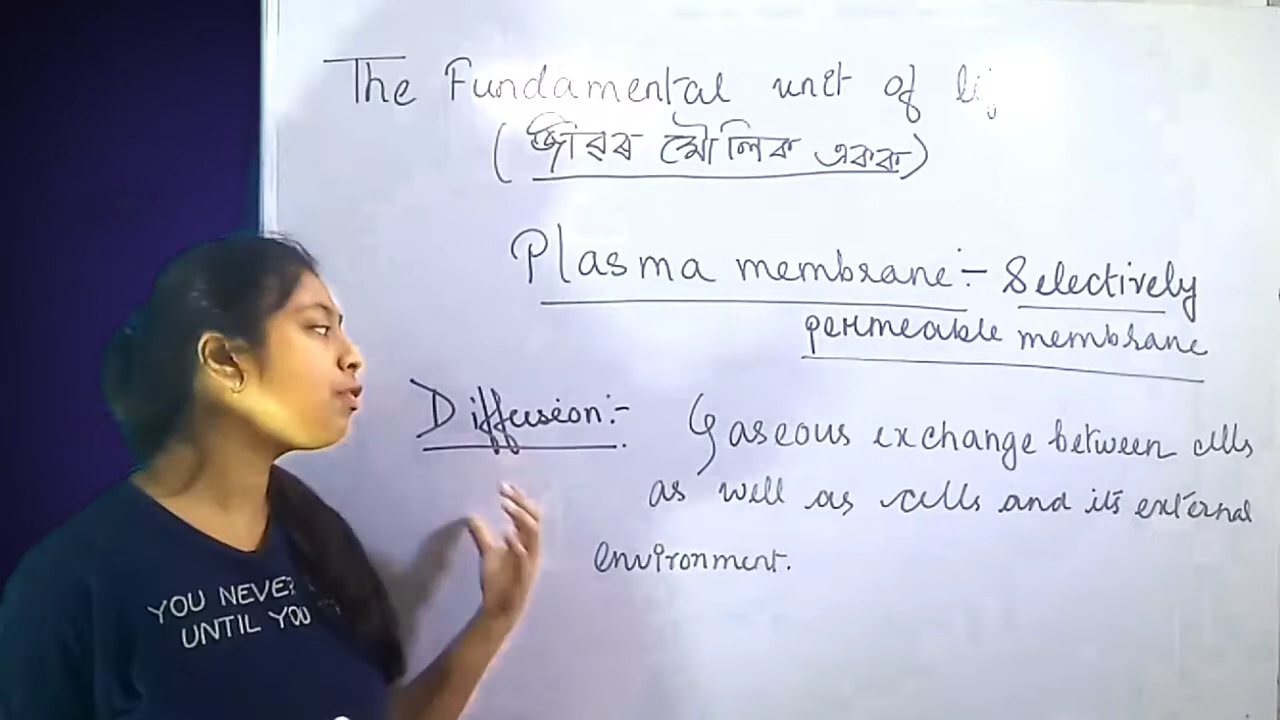 The Fundamental unit of
(জীৱৰ মৌলিক একক)
Plasma membrane:- Selectively
permeable membrane
Diffusion:- Gaseous exchange between cells
as well as cells and its external
environment.
YOU NEVER
UNTIL YOU